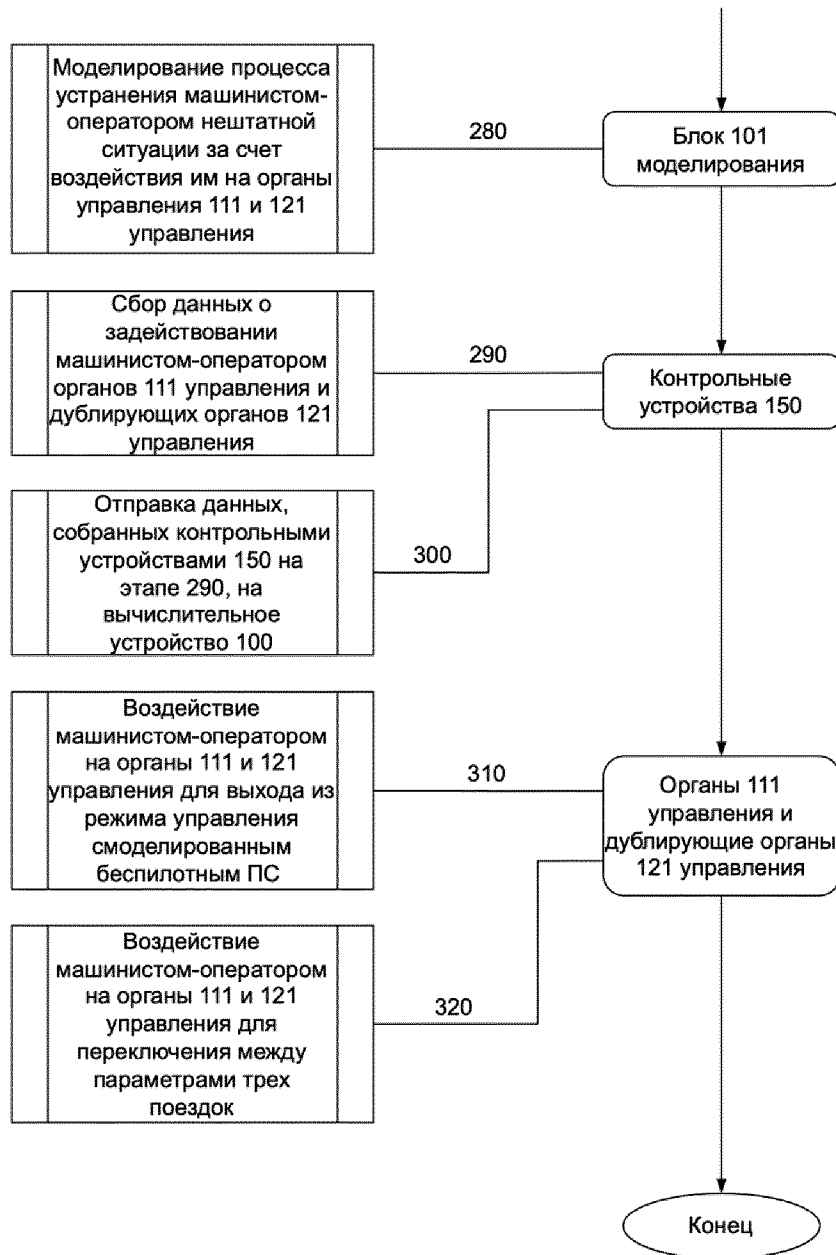 Моделирование процесса
устранения машинистом-
оператором нештатной
ситуации за счет
воздействия им на органы
управления 111 и 121
управления
280
Блок 101
моделирования
Сбор данных о
задействовании
машинистом-оператором
органов 111 управления и
дублирующих органов 121
управления
290
Контрольные
устройства 150
Отправка данных,
собранных контрольными
устройствами 150 на
этапе 290, на
вычислительное
устройство 100
300
Воздействие
машинистом-оператором
на органы 111 и 121
управления для выхода из
режима управления
смоделированным
беспилотным ПС
310
Органы 111
управления и
дублирующие органы
121 управления
Воздействие
машинистом-оператором
на органы 111 и 121
управления для
переключения между
параметрами трех
поездок
320
Конец